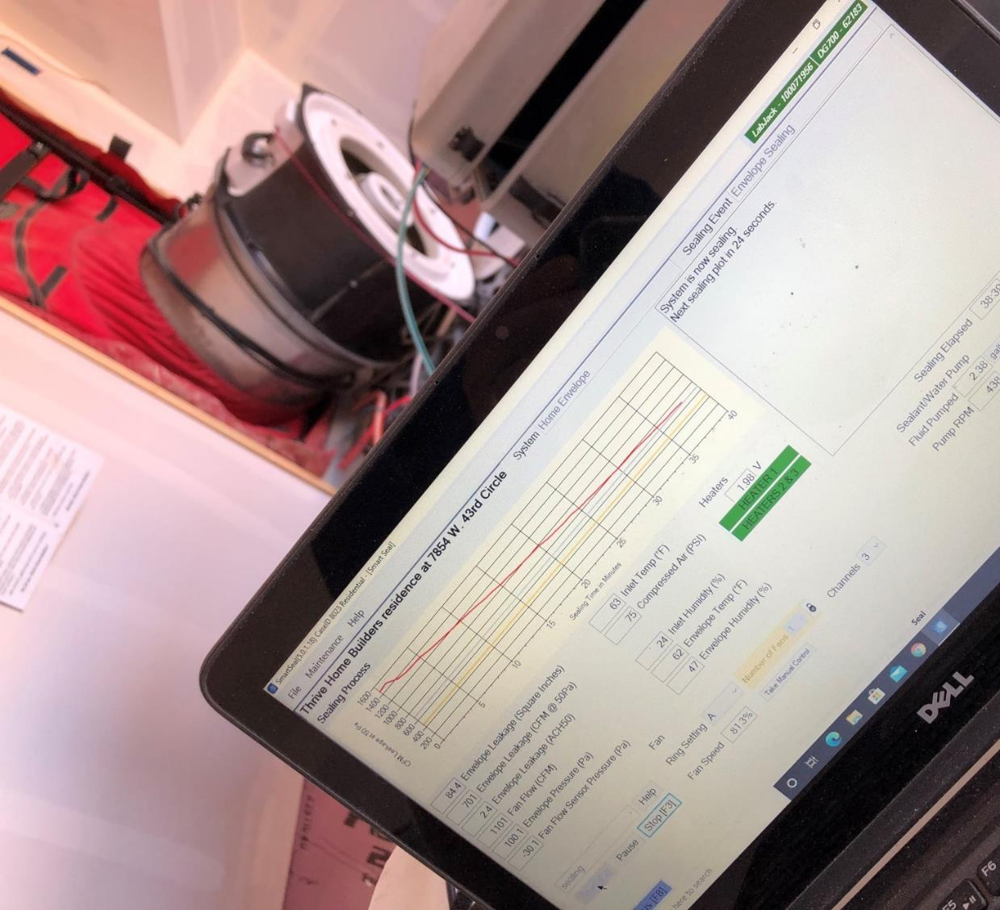 SmartSeal(5.0.1.18) CaseID 8023 Residential - [Smart Seal]
File Maintenance Help
LabJack - 100071956 DG700 - 62183
Thrive Home Builders residence at 7854 W. 43rd Circle
System Home Envelope
Sealing Event Envelope Sealing
Sealing Process
System is now sealing.
Next sealing plot in 24 seconds.
CFM Leakage at 50 Pa
1600
1400
1200
1000
800
600
400
200
0
5
10
15
20
25
30
35
40
Sealing Time in Minutes
84.4 Envelope Leakage (Square Inches)
701 Envelope Leakage (CFM @ 50Pa)
2.4 Envelope Leakage (ACH50)
1101 Fan Flow (CFM)
100.1 Envelope Pressure (Pa)
-30.1 Fan Flow Sensor Pressure (Pa)
63 Inlet Temp (°F)
75 Compressed Air (PSI)
24 Inlet Humidity (%)
62 Envelope Temp (°F)
47 Envelope Humidity (%)
Heaters
1.98 V
HEATER 1
HEATERS 2 & 3
Sealing Elapsed
Sealant/Water Pump
Fluid Pumped 2.38
Pump RPM 438
Fan
Ring Setting A
Number of Fans 1
Fan Speed 81.3%
Take Manual Control
Channels 3
Sealing
Help
Pause
Stop [F3]
Seal
[F8]
here to search
DELL
F5
F6